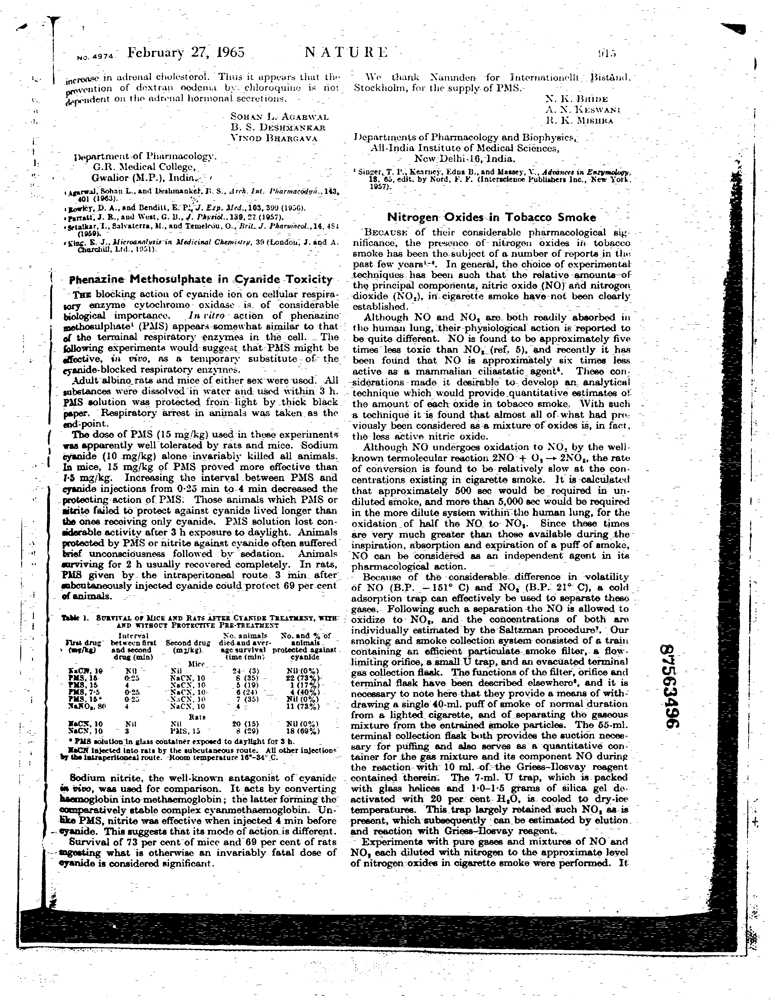 No. 4974 February 27, 1965 NATURE 915
increase in adrenal cholesterol. Thus it appears that the
prevention of dextran oedema by chloroquine is not
dependent on the adrenal hormonal secretions.
Sohan L. Agarwal
B. S. Deshmankar
Vinod Bhargava
Department of Pharmacology,
G.R. Medical College,
Gwalior (M.P.), India.
¹ Agarwal, Sohan L., and Deshmanker, B. S., Arch. Int. Pharmacodyn., 143,
401 (1963).
² Rowley, D. A., and Benditt, E. P., J. Exp. Med., 103, 399 (1956).
³ Parratt, J. R., and West, G. B., J. Physiol., 139, 27 (1957).
⁴ Setalkar, I., Salvaterra, M., and Temelcou, O., Brit. J. Pharmacol., 14, 484
(1959).
⁵ King, E. J., Microanalysis in Medicinal Chemistry, 39 (London, J. and A.
Churchill, Ltd., 1951).
Phenazine Methosulphate in Cyanide Toxicity
The blocking action of cyanide ion on cellular respira-
tory enzyme cytochrome oxidase is of considerable
biological importance. In vitro action of phenazine
methosulphate¹ (PMS) appears somewhat similar to that
of the terminal respiratory enzymes in the cell. The
following experiments would suggest that PMS might be
effective, in vivo, as a temporary substitute of the
cyanide-blocked respiratory enzymes.
Adult albino rats and mice of either sex were used. All
substances were dissolved in water and used within 3 h.
PMS solution was protected from light by thick black
paper. Respiratory arrest in animals was taken as the
end-point.
The dose of PMS (15 mg/kg) used in these experiments
was apparently well tolerated by rats and mice. Sodium
cyanide (10 mg/kg) alone invariably killed all animals.
In mice, 15 mg/kg of PMS proved more effective than
7·5 mg/kg. Increasing the interval between PMS and
cyanide injections from 0·25 min to 4 min decreased the
protecting action of PMS. Those animals which PMS or
nitrite failed to protect against cyanide lived longer than
the ones receiving only cyanide. PMS solution lost con-
siderable activity after 3 h exposure to daylight. Animals
protected by PMS or nitrite against cyanide often suffered
brief unconsciousness followed by sedation. Animals
surviving for 2 h usually recovered completely. In rats,
PMS given by the intraperitoneal route 3 min after
subcutaneously injected cyanide could protect 69 per cent
of animals.
Table 1. Survival of Mice and Rats after Cyanide Treatment, with
and without Protective Pre-treatment
First drug (mg/kg) Interval between first and second drug (min) Second drug (mg/kg) No. animals died and average survival time (min) No. and % of animals protected against cyanide
Mice
NaCN, 10 Nil Nil 24 (3) Nil (0%)
PMS, 15 0·25 NaCN, 10 8 (35) 22 (73%)
PMS, 15 4 NaCN, 10 5 (19) 1 (17%)
PMS, 7·5 0·25 NaCN, 10 6 (24) 4 (40%)
PMS, 15* 0·25 NaCN, 10 7 (35) Nil (0%)
NaNO₂, 80 4 NaCN, 10 4 11 (73%)
Rats
NaCN, 10 Nil Nil 20 (15) Nil (0%)
NaCN, 10 3 PMS, 15 8 (29) 18 (69%)
* PMS solution in glass container exposed to daylight for 3 h.
NaCN injected into rats by the subcutaneous route. All other injections
by the intraperitoneal route. Room temperature 16°–34° C.
Sodium nitrite, the well-known antagonist of cyanide
in vivo, was used for comparison. It acts by converting
haemoglobin into methaemoglobin; the latter forming the
comparatively stable complex cyanmethaemoglobin. Un-
like PMS, nitrite was effective when injected 4 min before
cyanide. This suggests that its mode of action is different.
Survival of 73 per cent of mice and 69 per cent of rats
suggesting what is otherwise an invariably fatal dose of
cyanide is considered significant.
We thank Namnden for Internationellt Bistånd,
Stockholm, for the supply of PMS.
N. K. Bhide
A. N. Keswani
R. K. Mishra
Departments of Pharmacology and Biophysics,
All-India Institute of Medical Sciences,
New Delhi-16, India.
¹ Singer, T. P., Kearney, Edna B., and Massey, V., Advances in Enzymology,
18, 65, edit. by Nord, F. F. (Interscience Publishers Inc., New York,
1957).
Nitrogen Oxides in Tobacco Smoke
Because of their considerable pharmacological sig-
nificance, the presence of nitrogen oxides in tobacco
smoke has been the subject of a number of reports in the
past few years¹⁻⁴. In general, the choice of experimental
techniques has been such that the relative amounts of
the principal components, nitric oxide (NO) and nitrogen
dioxide (NO₂), in cigarette smoke have not been clearly
established.
Although NO and NO₂ are both readily absorbed in
the human lung, their physiological action is reported to
be quite different. NO is found to be approximately five
times less toxic than NO₂ (ref. 5), and recently it has
been found that NO is approximately six times less
active as a mammalian ciliastatic agent⁶. These con-
siderations made it desirable to develop an analytical
technique which would provide quantitative estimates of
the amount of each oxide in tobacco smoke. With such
a technique it is found that almost all of what had pre-
viously been considered as a mixture of oxides is, in fact,
the less active nitric oxide.
Although NO undergoes oxidation to NO₂ by the well-
known termolecular reaction 2NO + O₂ → 2NO₂, the rate
of conversion is found to be relatively slow at the con-
centrations existing in cigarette smoke. It is calculated
that approximately 500 sec would be required in un-
diluted smoke, and more than 5,000 sec would be required
in the more dilute system within the human lung, for the
oxidation of half the NO to NO₂. Since these times
are very much greater than those available during the
inspiration, absorption and expiration of a puff of smoke,
NO can be considered as an independent agent in its
pharmacological action.
Because of the considerable difference in volatility
of NO (B.P. −151° C) and NO₂ (B.P. 21° C), a cold
adsorption trap can effectively be used to separate these
gases. Following such a separation the NO is allowed to
oxidize to NO₂, and the concentrations of both are
individually estimated by the Saltzman procedure⁷. Our
smoking and smoke collection system consisted of a train
containing an efficient particulate smoke filter, a flow-
limiting orifice, a small U trap, and an evacuated terminal
gas collection flask. The functions of the filter, orifice and
terminal flask have been described elsewhere⁸, and it is
necessary to note here that they provide a means of with-
drawing a single 40-ml. puff of smoke of normal duration
from a lighted cigarette, and of separating the gaseous
mixture from the entrained smoke particles. The 55-ml.
terminal collection flask both provides the suction neces-
sary for puffing and also serves as a quantitative con-
tainer for the gas mixture and its component NO during
the reaction with 10 ml. of the Griess–Ilosvay reagent
contained therein. The 7-ml. U trap, which is packed
with glass helices and 1·0–1·5 grams of silica gel de-
activated with 20 per cent H₂O, is cooled to dry-ice
temperatures. This trap largely retained such NO₂ as is
present, which subsequently can be estimated by elution
and reaction with Griess–Ilosvay reagent.
Experiments with pure gases and mixtures of NO and
NO₂ each diluted with nitrogen to the approximate level
of nitrogen oxides in cigarette smoke were performed. It
87563496